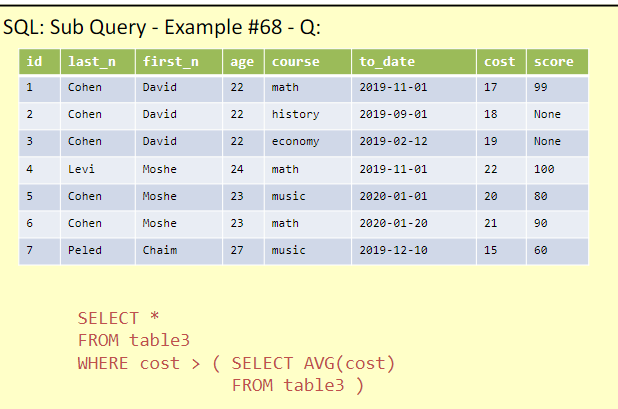 SQL: Sub Query - Example #68 - Q:
id last_n first_n age course to_date cost score
1 Cohen David 22 math 2019-11-01 17 99
2 Cohen David 22 history 2019-09-01 18 None
3 Cohen David 22 economy 2019-02-12 19 None
4 Levi Moshe 24 math 2019-11-01 22 100
5 Cohen Moshe 23 music 2020-01-01 20 80
6 Cohen Moshe 23 math 2020-01-20 21 90
7 Peled Chaim 27 music 2019-12-10 15 60
SELECT *
FROM table3
WHERE cost > ( SELECT AVG(cost)
FROM table3 )